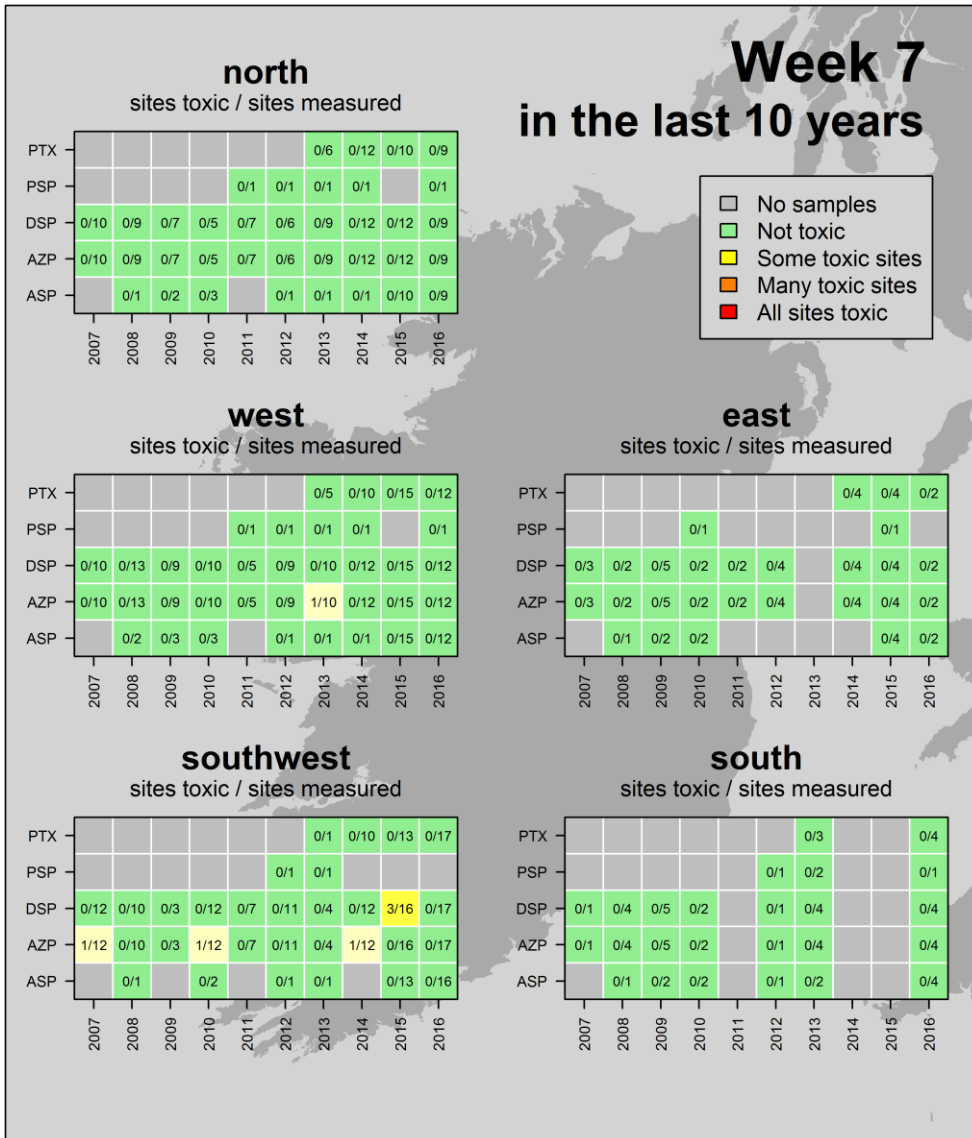 Week 7
in the last 10 years
No samples
Not toxic
Some toxic sites
Many toxic sites
All sites toxic
north
sites toxic / sites measured
PTX 0/6 0/12 0/10 0/9
PSP 0/1 0/1 0/1 0/1 0/1
DSP 0/10 0/9 0/7 0/5 0/7 0/6 0/9 0/12 0/12 0/9
AZP 0/10 0/9 0/7 0/5 0/7 0/6 0/9 0/12 0/12 0/9
ASP 0/1 0/2 0/3 0/1 0/1 0/1 0/10 0/9
2007 2008 2009 2010 2011 2012 2013 2014 2015 2016
west
sites toxic / sites measured
PTX 0/5 0/10 0/15 0/12
PSP 0/1 0/1 0/1 0/1 0/1
DSP 0/10 0/13 0/9 0/10 0/5 0/9 0/10 0/12 0/15 0/12
AZP 0/10 0/13 0/9 0/10 0/5 0/9 1/10 0/12 0/15 0/12
ASP 0/2 0/3 0/3 0/1 0/1 0/1 0/15 0/12
2007 2008 2009 2010 2011 2012 2013 2014 2015 2016
east
sites toxic / sites measured
PTX 0/4 0/4 0/2
PSP 0/1 0/1
DSP 0/3 0/2 0/5 0/2 0/2 0/4 0/4 0/4 0/2
AZP 0/3 0/2 0/5 0/2 0/2 0/4 0/4 0/4 0/2
ASP 0/1 0/2 0/2 0/4 0/2
2007 2008 2009 2010 2011 2012 2013 2014 2015 2016
southwest
sites toxic / sites measured
PTX 0/1 0/10 0/13 0/17
PSP 0/1 0/1
DSP 0/12 0/10 0/3 0/12 0/7 0/11 0/4 0/12 3/16 0/17
AZP 1/12 0/10 0/3 1/12 0/7 0/11 0/4 1/12 0/16 0/17
ASP 0/1 0/2 0/1 0/1 0/13 0/16
2007 2008 2009 2010 2011 2012 2013 2014 2015 2016
south
sites toxic / sites measured
PTX 0/3 0/4
PSP 0/1 0/2 0/1
DSP 0/1 0/4 0/5 0/2 0/1 0/4 0/4
AZP 0/1 0/4 0/5 0/2 0/1 0/4 0/4
ASP 0/1 0/2 0/2 0/1 0/2 0/4
2007 2008 2009 2010 2011 2012 2013 2014 2015 2016